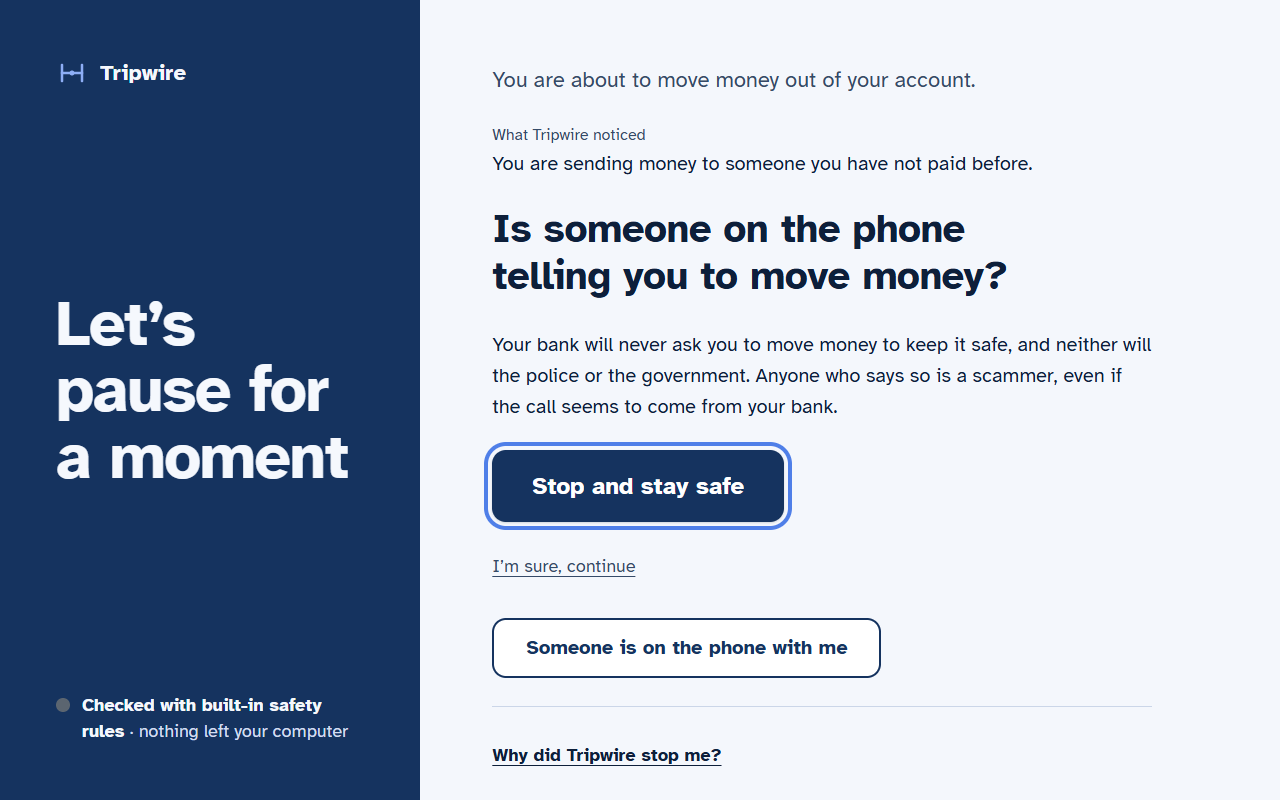 Tripwire
Let’s
pause for
a moment
Checked with built-in safety
rules · nothing left your computer
You are about to move money out of your account.
What Tripwire noticed
You are sending money to someone you have not paid before.
Is someone on the phone
telling you to move money?
Your bank will never ask you to move money to keep it safe, and neither will
the police or the government. Anyone who says so is a scammer, even if
the call seems to come from your bank.
Stop and stay safe
I’m sure, continue
Someone is on the phone with me
Why did Tripwire stop me?